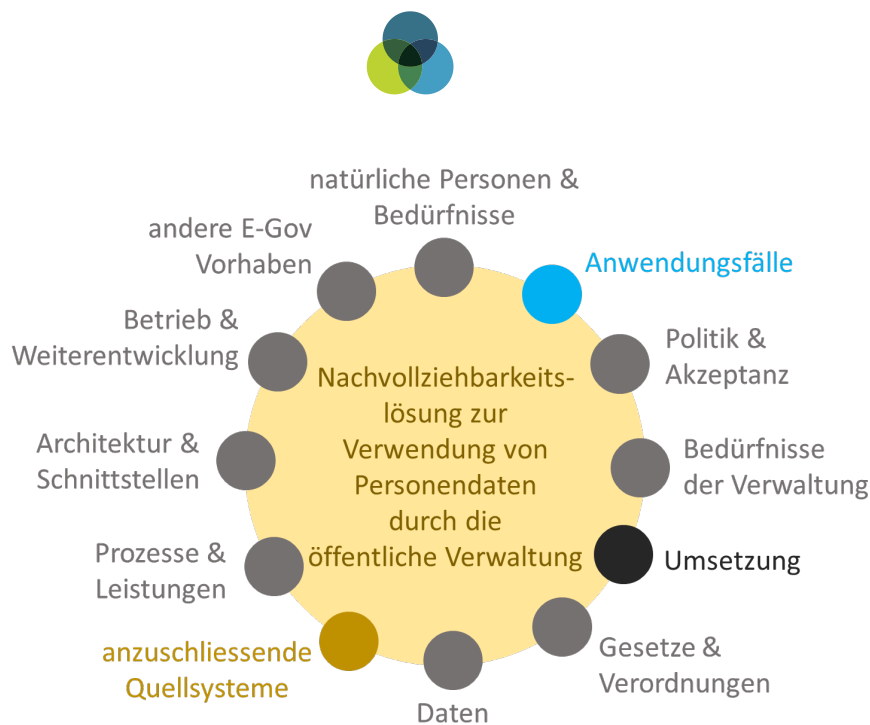 natürliche Personen &
Bedürfnisse
Anwendungsfälle
Politik &
Akzeptanz
Bedürfnisse
der Verwaltung
Umsetzung
Gesetze &
Verordnungen
Daten
anzuschliessende
Quellsysteme
Prozesse &
Leistungen
Architektur &
Schnittstellen
Betrieb &
Weiterentwicklung
andere E-Gov
Vorhaben
Nachvollziehbarkeits-
lösung zur
Verwendung von
Personendaten
durch die
öffentliche Verwaltung